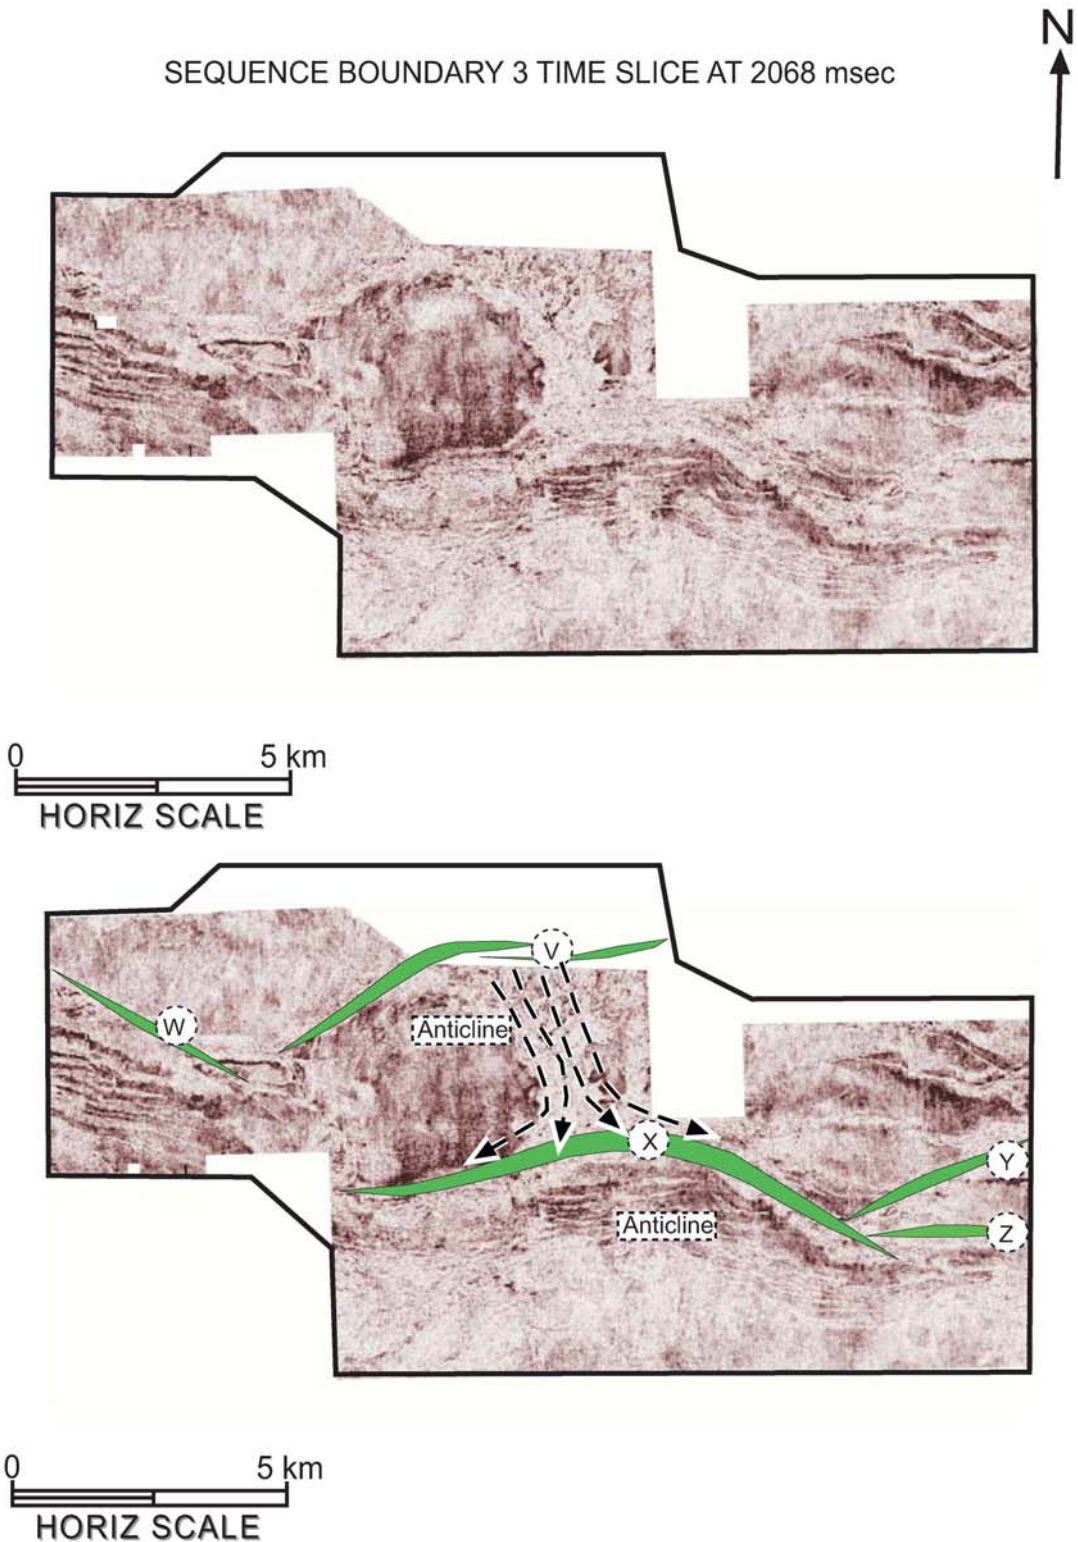 N
SEQUENCE BOUNDARY 3 TIME SLICE AT 2068 msec
0 5 km
HORIZ SCALE
V
W
Anticline
X
Y
Anticline
Z
0 5 km
HORIZ SCALE